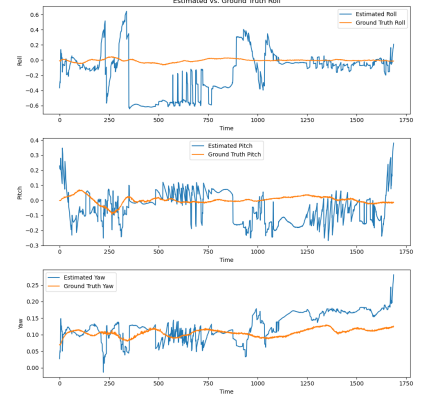 Estimated vs. Ground Truth Roll
0.6
0.4
0.2
0.0
−0.2
−0.4
−0.6
Roll
Estimated Roll
Ground Truth Roll
0 250 500 750 1000 1250 1500 1750
Time
0.4
0.3
0.2
0.1
0.0
−0.1
−0.2
−0.3
Pitch
Estimated Pitch
Ground Truth Pitch
0 250 500 750 1000 1250 1500 1750
Time
0.25
0.20
0.15
0.10
0.05
0.00
Yaw
Estimated Yaw
Ground Truth Yaw
0 250 500 750 1000 1250 1500 1750
Time